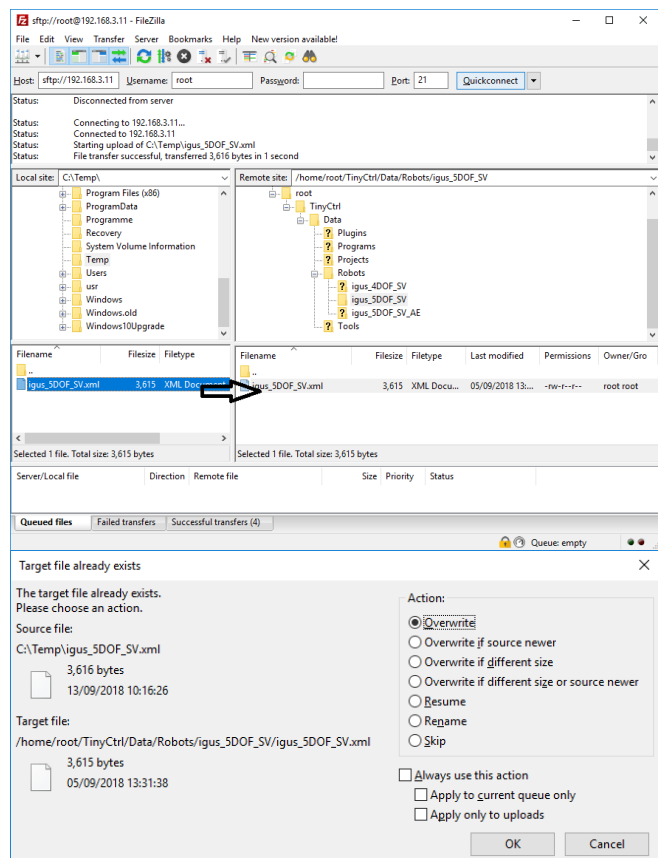 sftp://root@192.168.3.11 - FileZilla
File Edit View Transfer Server Bookmarks Help New version available!
Host: sftp://192.168.3.11 Username: root Password: Port: 21 Quickconnect
Status: Disconnected from server
Status: Connecting to 192.168.3.11...
Status: Connected to 192.168.3.11
Status: Starting upload of C:\Temp\igus_5DOF_SV.xml
Status: File transfer successful, transferred 3,616 bytes in 1 second
Local site: C:\Temp\
Program Files (x86)
ProgramData
Programme
Recovery
System Volume Information
Temp
Users
usr
Windows
Windows.old
Windows10Upgrade
Remote site: /home/root/TinyCtrl/Data/Robots/igus_5DOF_SV
root
TinyCtrl
Data
? Plugins
? Programs
? Projects
Robots
? igus_4DOF_SV
igus_5DOF_SV
? igus_5DOF_SV_AE
? Tools
Filename Filesize Filetype
..
igus_5DOF_SV.xml 3,615 XML Document
Selected 1 file. Total size: 3,615 bytes
Filename Filesize Filetype Last modified Permissions Owner/Gro
..
igus_5DOF_SV.xml 3,615 XML Docu... 05/09/2018 13:... -rw-r--r-- root root
Selected 1 file. Total size: 3,615 bytes
Server/Local file Direction Remote file Size Priority Status
Queued files Failed transfers Successful transfers (4)
Queue: empty
Target file already exists
The target file already exists.
Please choose an action.
Source file:
C:\Temp\igus_5DOF_SV.xml
3,616 bytes
13/09/2018 10:16:26
Target file:
/home/root/TinyCtrl/Data/Robots/igus_5DOF_SV/igus_5DOF_SV.xml
3,615 bytes
05/09/2018 13:31:38
Action:
Overwrite
Overwrite if source newer
Overwrite if different size
Overwrite if different size or source newer
Resume
Rename
Skip
Always use this action
Apply to current queue only
Apply only to uploads
OK Cancel